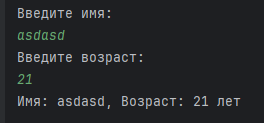 Введите имя:
asdasd
Введите возраст:
21
Имя: asdasd, Возраст: 21 лет